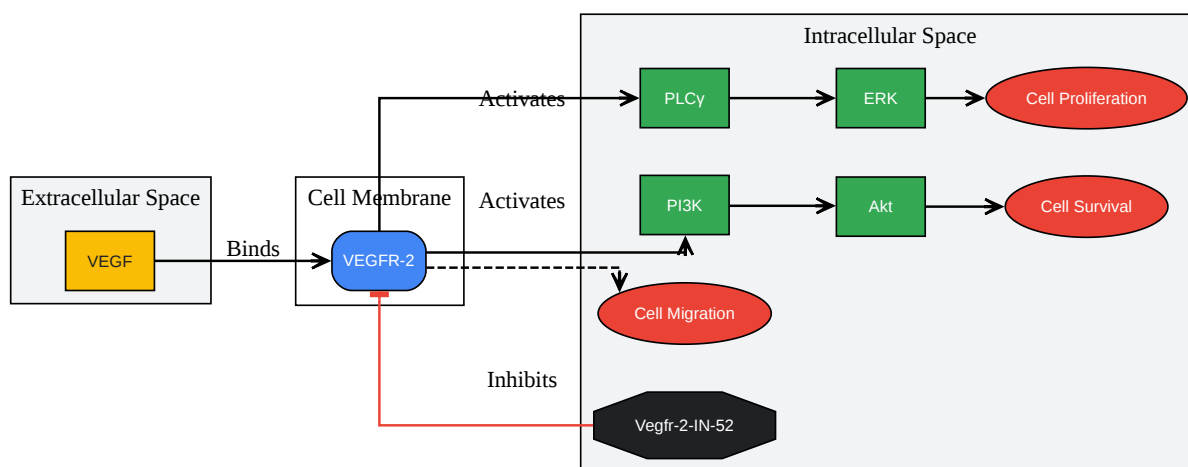 Intracellular Space
Activates
PLCγ
ERK
Cell Proliferation
Extracellular Space
Cell Membrane
Activates
PI3K
Akt
Cell Survival
VEGF
Binds
VEGFR-2
Cell Migration
Inhibits
Vegfr-2-IN-52